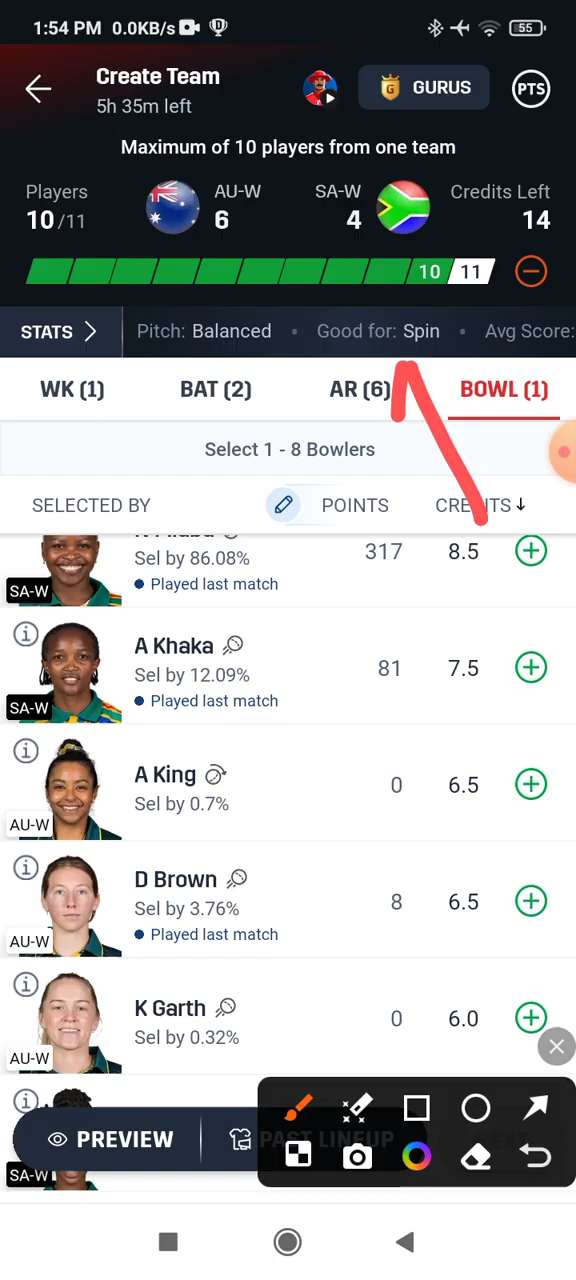 1:54 PM 0.0KB/s 55
Create Team
5h 35m left
GURUS
PTS
Maximum of 10 players from one team
Players AU-W SA-W Credits Left
10/11 6 4 14
10 11
STATS Pitch: Balanced • Good for: Spin • Avg Score:
WK (1) BAT (2) AR (6) BOWL (1)
Select 1 - 8 Bowlers
SELECTED BY POINTS CREDITS
Sel by 86.08% 317 8.5
Played last match
SA-W
A Khaka
Sel by 12.09% 81 7.5
Played last match
SA-W
A King
Sel by 0.7% 0 6.5
AU-W
D Brown
Sel by 3.76% 8 6.5
Played last match
AU-W
K Garth
Sel by 0.32% 0 6.0
AU-W
PREVIEW PAST LINEUP
SA-W